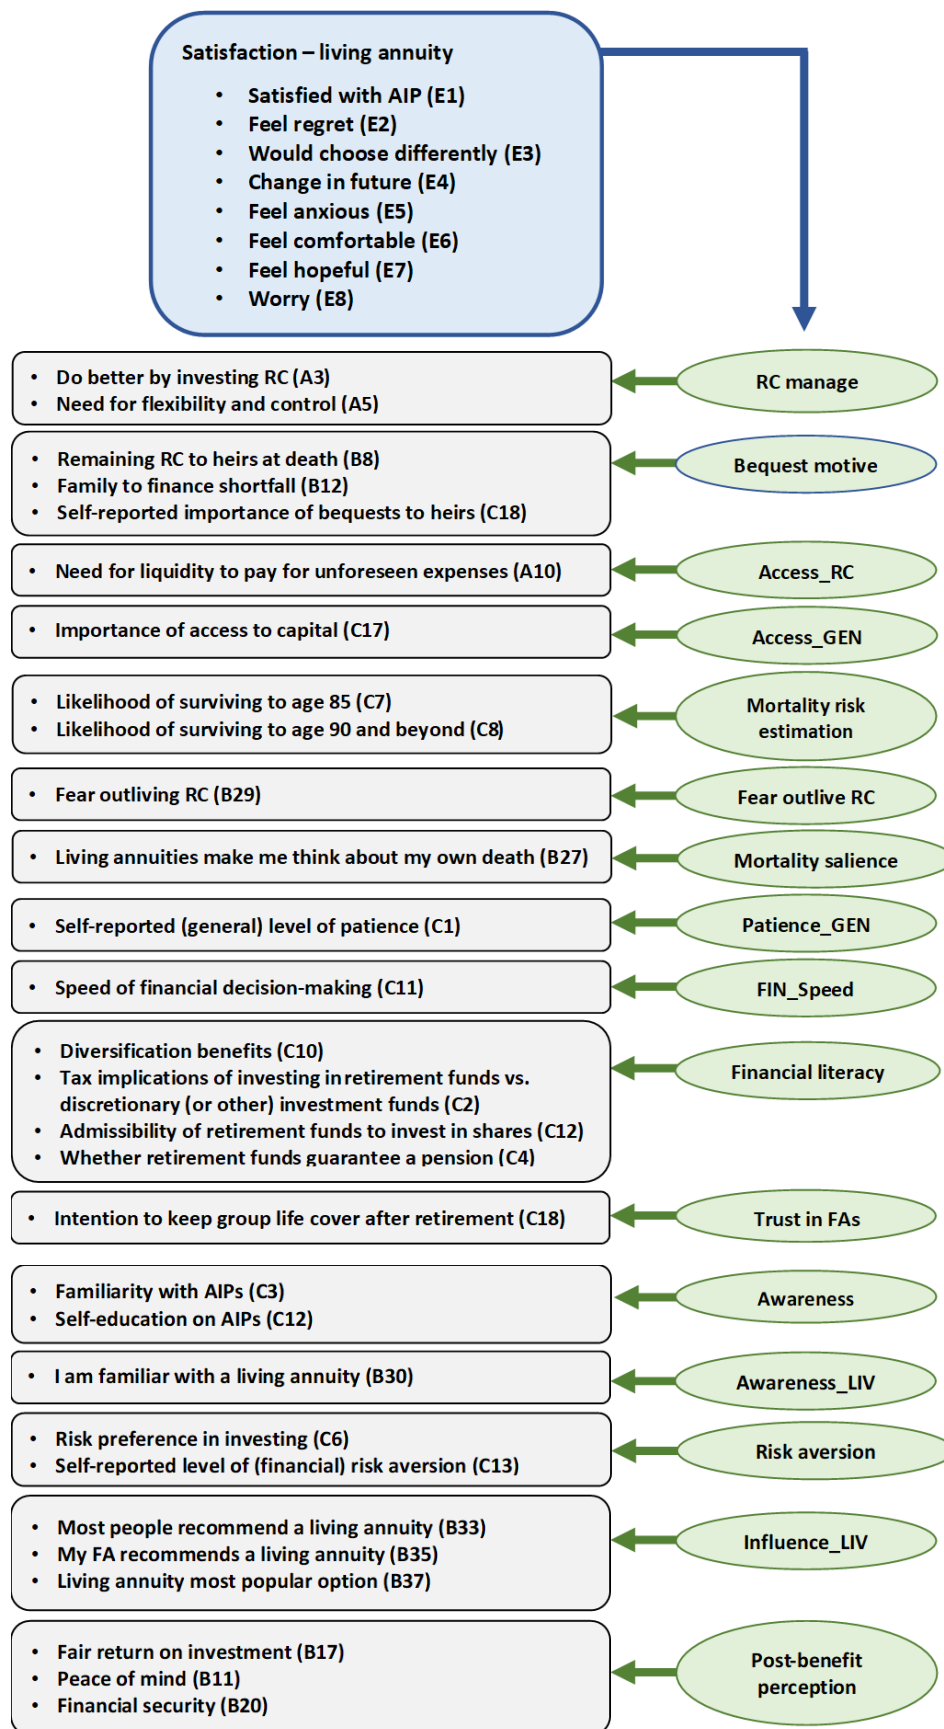 Satisfaction – living annuity
• Satisfied with AIP (E1)
• Feel regret (E2)
• Would choose differently (E3)
• Change in future (E4)
• Feel anxious (E5)
• Feel comfortable (E6)
• Feel hopeful (E7)
• Worry (E8)
• Do better by investing RC (A3)
• Need for flexibility and control (A5)
RC manage
• Remaining RC to heirs at death (B8)
• Family to finance shortfall (B12)
• Self-reported importance of bequests to heirs (C18)
Bequest motive
• Need for liquidity to pay for unforeseen expenses (A10)
Access_RC
• Importance of access to capital (C17)
Access_GEN
• Likelihood of surviving to age 85 (C7)
• Likelihood of surviving to age 90 and beyond (C8)
Mortality risk
estimation
• Fear outliving RC (B29)
Fear outlive RC
• Living annuities make me think about my own death (B27)
Mortality salience
• Self-reported (general) level of patience (C1)
Patience_GEN
• Speed of financial decision-making (C11)
FIN_Speed
• Diversification benefits (C10)
• Tax implications of investing in retirement funds vs.
discretionary (or other) investment funds (C2)
• Admissibility of retirement funds to invest in shares (C12)
• Whether retirement funds guarantee a pension (C4)
Financial literacy
• Intention to keep group life cover after retirement (C18)
Trust in FAs
• Familiarity with AIPs (C3)
• Self-education on AIPs (C12)
Awareness
• I am familiar with a living annuity (B30)
Awareness_LIV
• Risk preference in investing (C6)
• Self-reported level of (financial) risk aversion (C13)
Risk aversion
• Most people recommend a living annuity (B33)
• My FA recommends a living annuity (B35)
• Living annuity most popular option (B37)
Influence_LIV
• Fair return on investment (B17)
• Peace of mind (B11)
• Financial security (B20)
Post-benefit
perception